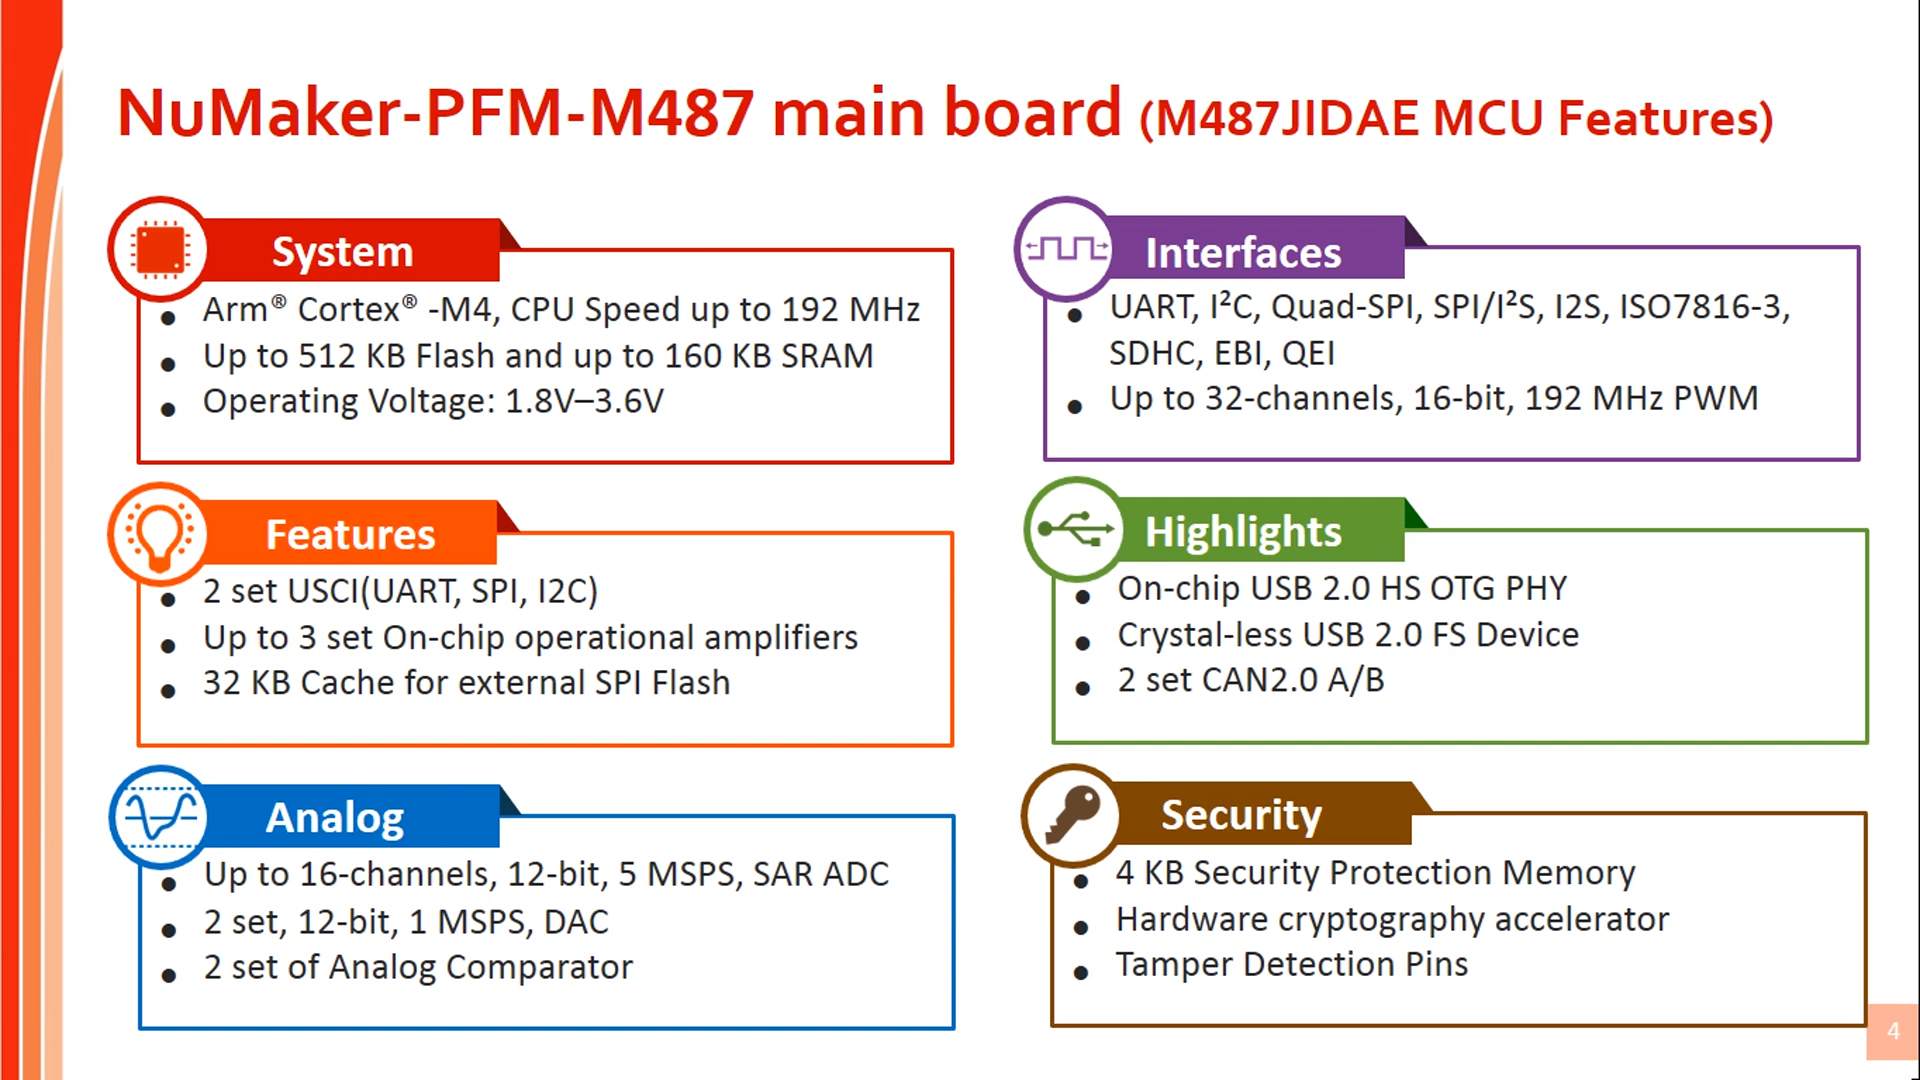 NuMaker-PFM-M487 main board (M487JIDAE MCU Features)
System
● Arm® Cortex® -M4, CPU Speed up to 192 MHz
● Up to 512 KB Flash and up to 160 KB SRAM
● Operating Voltage: 1.8V–3.6V
Interfaces
● UART, I²C, Quad-SPI, SPI/I²S, I2S, ISO7816-3,
SDHC, EBI, QEI
● Up to 32-channels, 16-bit, 192 MHz PWM
Features
● 2 set USCI(UART, SPI, I2C)
● Up to 3 set On-chip operational amplifiers
● 32 KB Cache for external SPI Flash
Highlights
● On-chip USB 2.0 HS OTG PHY
● Crystal-less USB 2.0 FS Device
● 2 set CAN2.0 A/B
Analog
● Up to 16-channels, 12-bit, 5 MSPS, SAR ADC
● 2 set, 12-bit, 1 MSPS, DAC
● 2 set of Analog Comparator
Security
● 4 KB Security Protection Memory
● Hardware cryptography accelerator
● Tamper Detection Pins
4